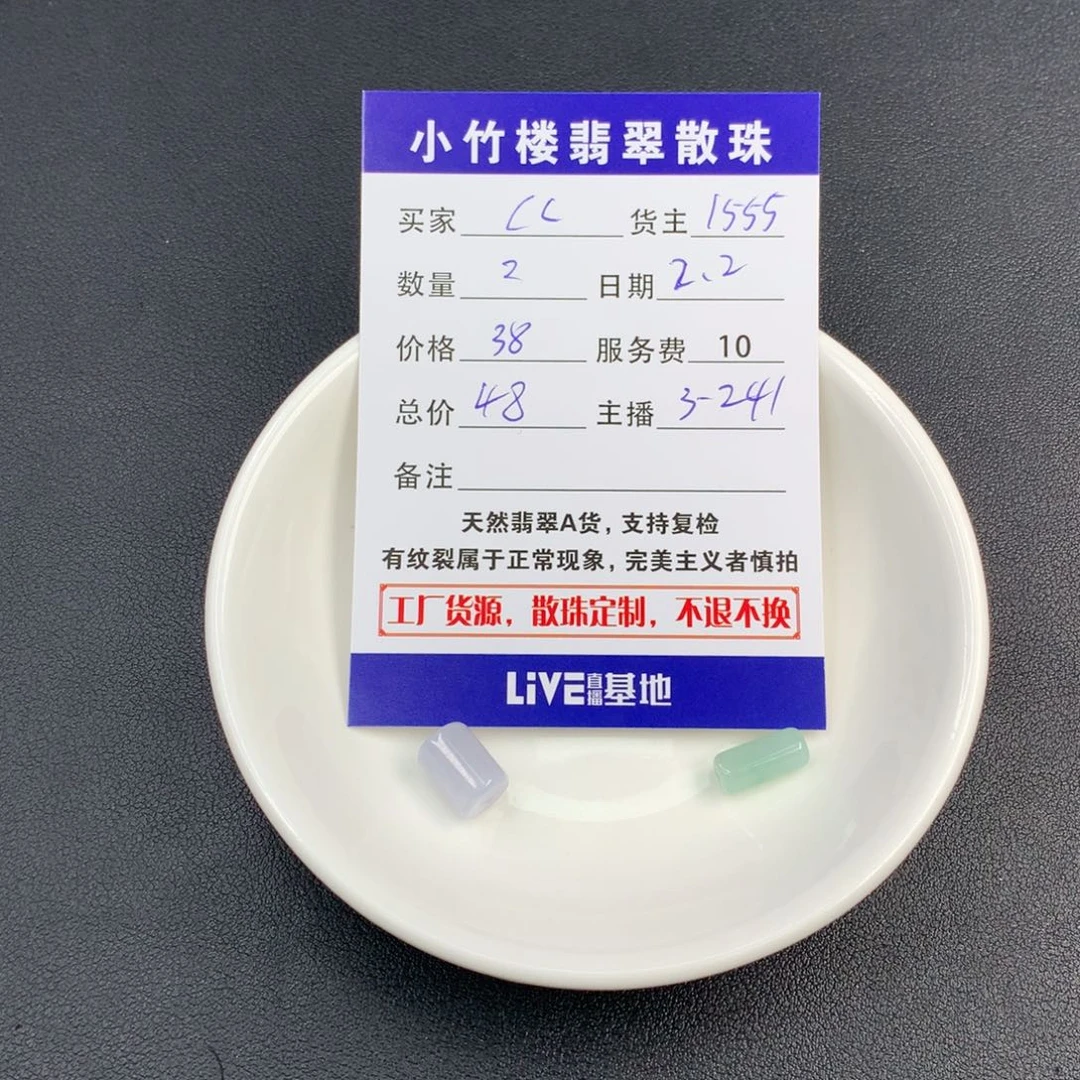 小竹楼翡翠散珠
买家 CC 货主 1555
数量 2 日期 2.2
价格 38 服务费 10
总价 48 主播 3-241
备注
天然翡翠A货，支持复检
有纹裂属于正常现象，完美主义者慎拍
工厂货源，散珠定制，不退不换
LiVE直播基地